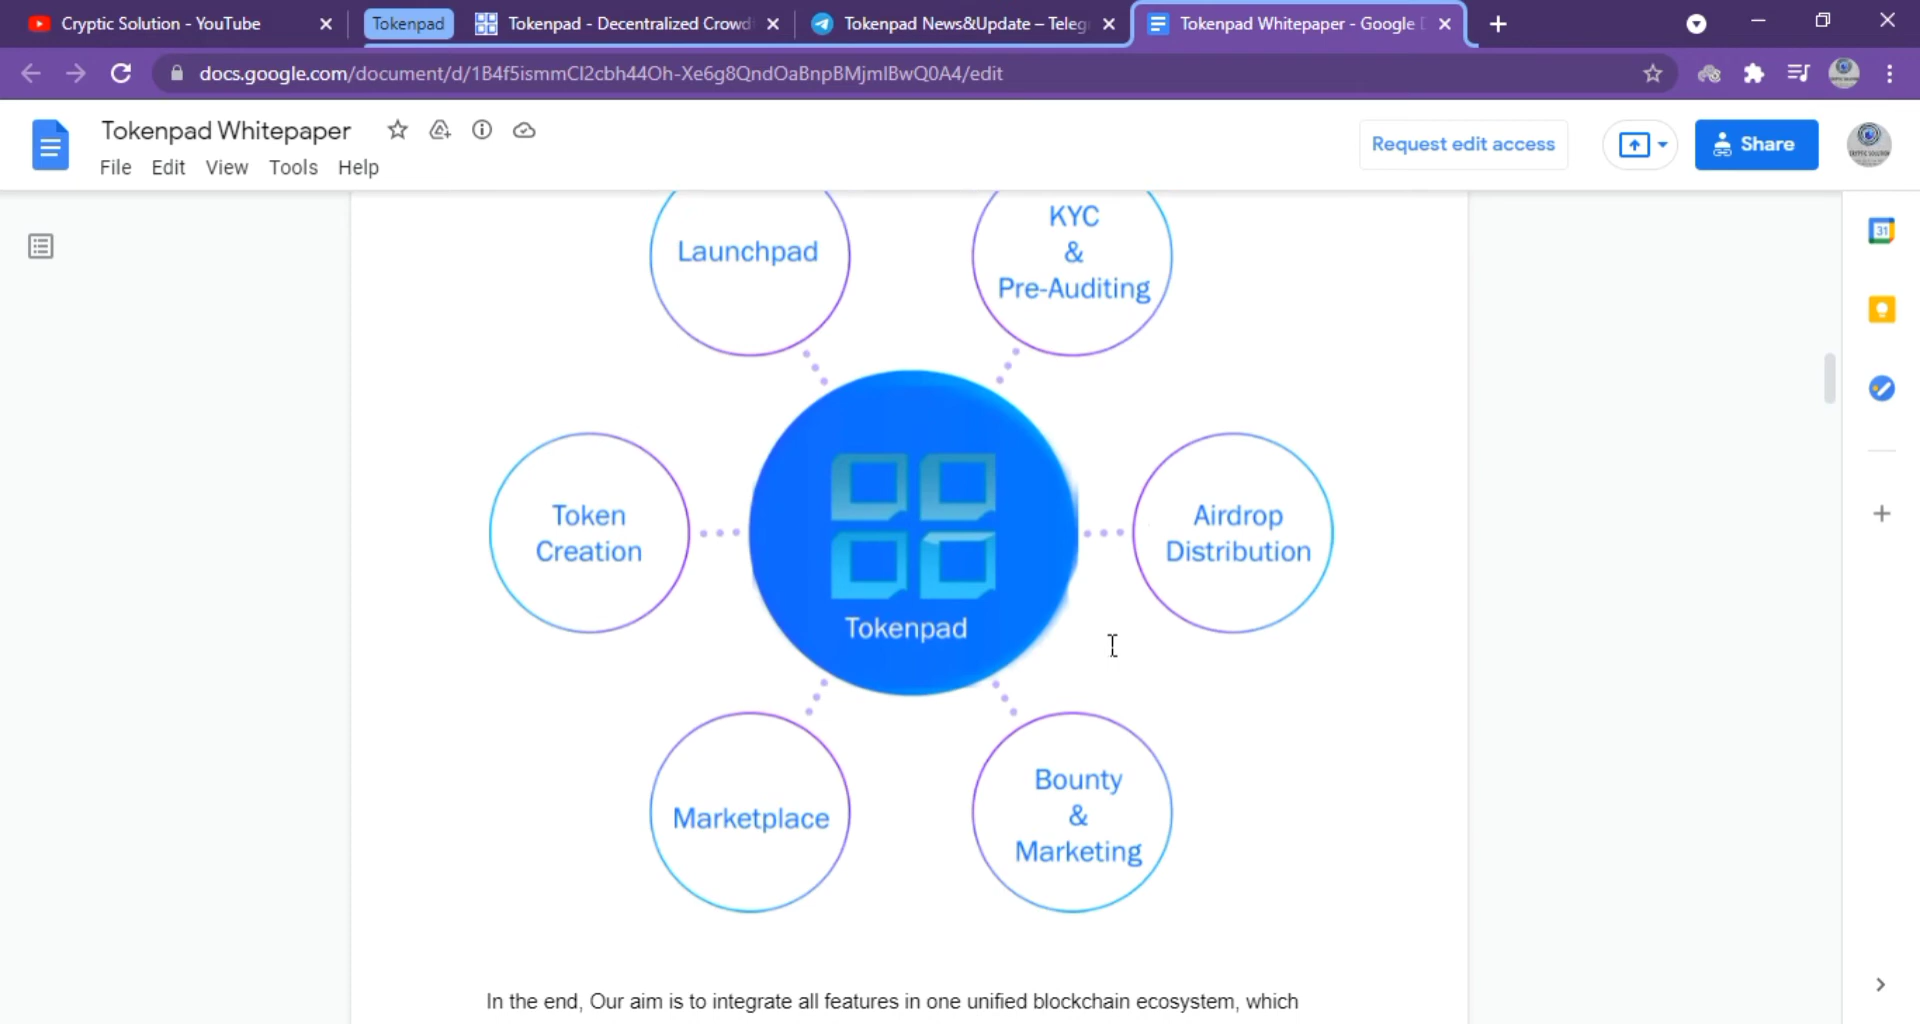 Cryptic Solution - YouTube
Tokenpad
Tokenpad - Decentralized Crowd
Tokenpad News&Update – Teleg
Tokenpad Whitepaper - Google D
docs.google.com/document/d/1B4f5ismmCl2cbh44Oh-Xe6g8QndOaBnpBMjmlBwQ0A4/edit
Tokenpad Whitepaper
Request edit access
Share
File Edit View Tools Help
31
Launchpad
KYC
&
Pre-Auditing
Token
Creation
Tokenpad
Airdrop
Distribution
Marketplace
Bounty
&
Marketing
In the end, Our aim is to integrate all features in one unified blockchain ecosystem, which